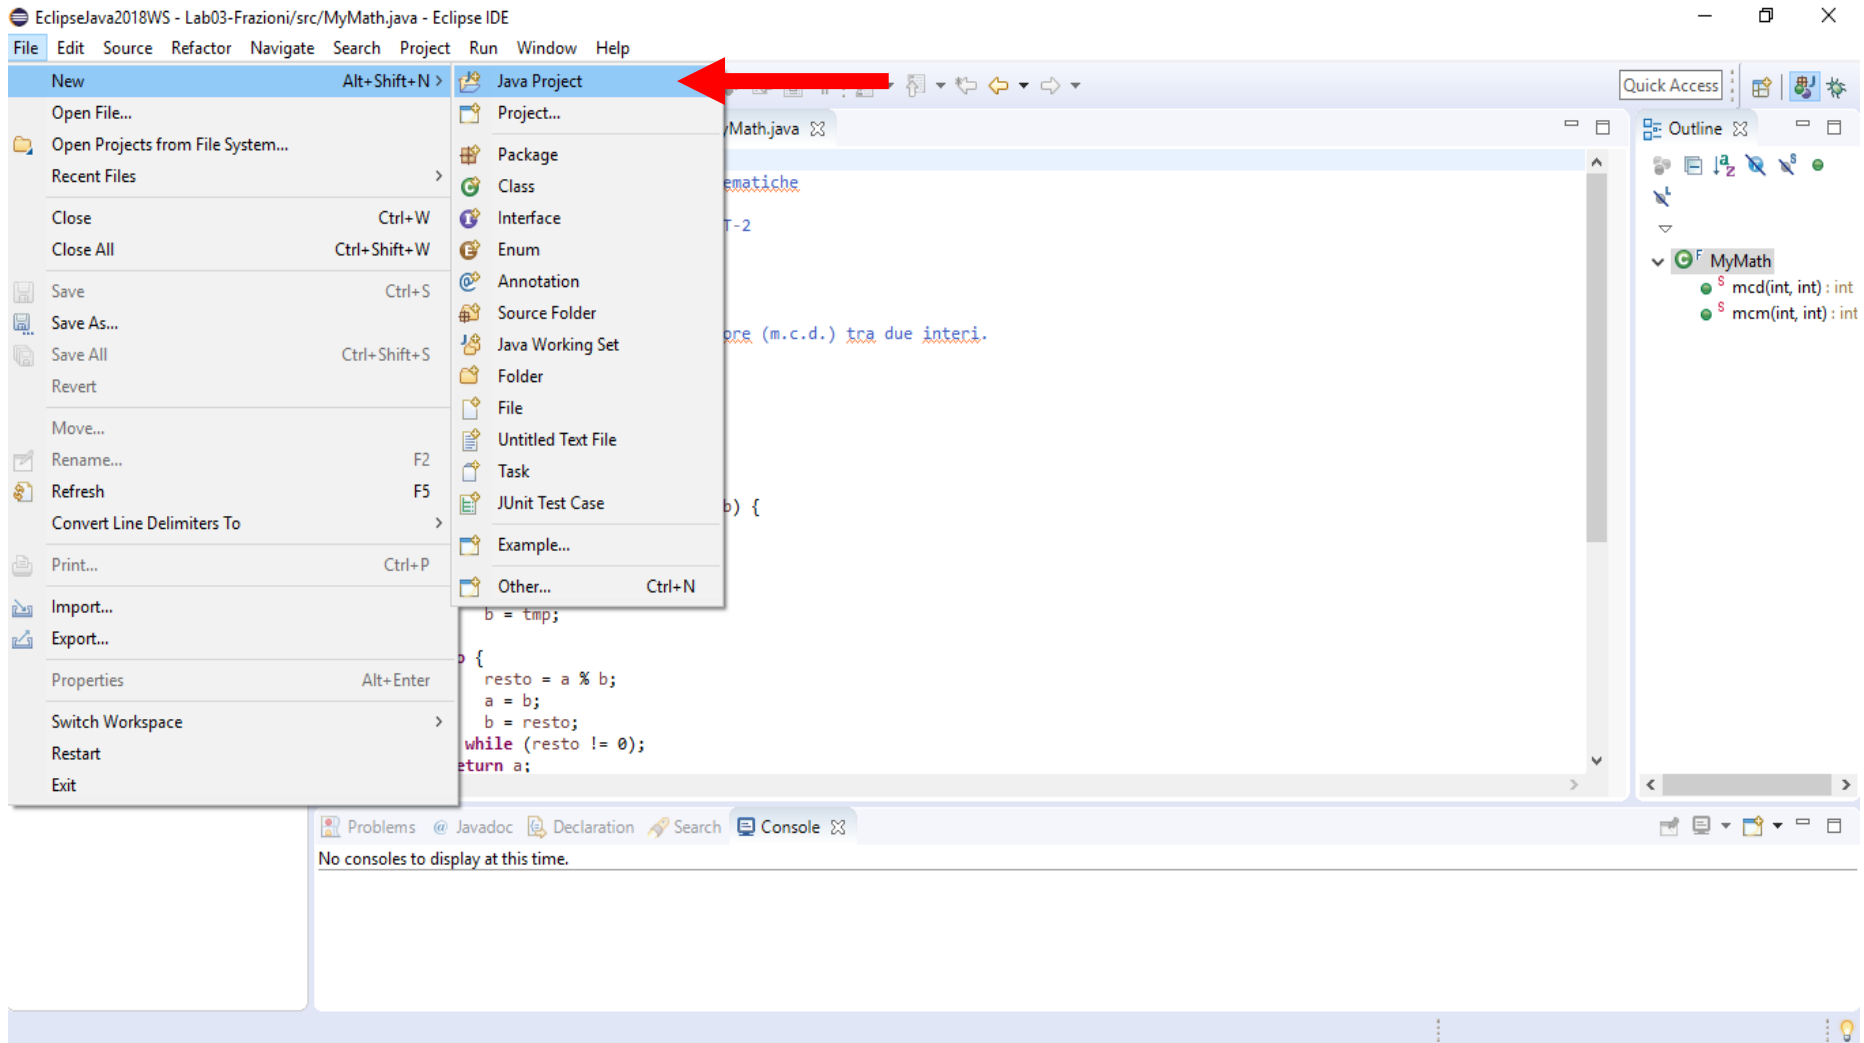 EclipseJava2018WS - Lab03-Frazioni/src/MyMath.java - Eclipse IDE
File Edit Source Refactor Navigate Search Project Run Window Help
New Alt+Shift+N >
Open File...
Open Projects from File System...
Recent Files >
Close Ctrl+W
Close All Ctrl+Shift+W
Save Ctrl+S
Save As...
Save All Ctrl+Shift+S
Revert
Move...
Rename... F2
Refresh F5
Convert Line Delimiters To >
Print... Ctrl+P
Import...
Export...
Properties Alt+Enter
Switch Workspace >
Restart
Exit
Java Project
Project...
Package
Class
Interface
Enum
Annotation
Source Folder
Java Working Set
Folder
File
Untitled Text File
Task
JUnit Test Case
Example...
Other... Ctrl+N
Quick Access
yMath.java
ematiche
T-2
ore (m.c.d.) tra due interi.
b) {
b = tmp;
o {
resto = a % b;
a = b;
b = resto;
while (resto != 0);
eturn a;
Outline
MyMath
mcd(int, int) : int
mcm(int, int) : int
Problems @ Javadoc Declaration Search Console
No consoles to display at this time.